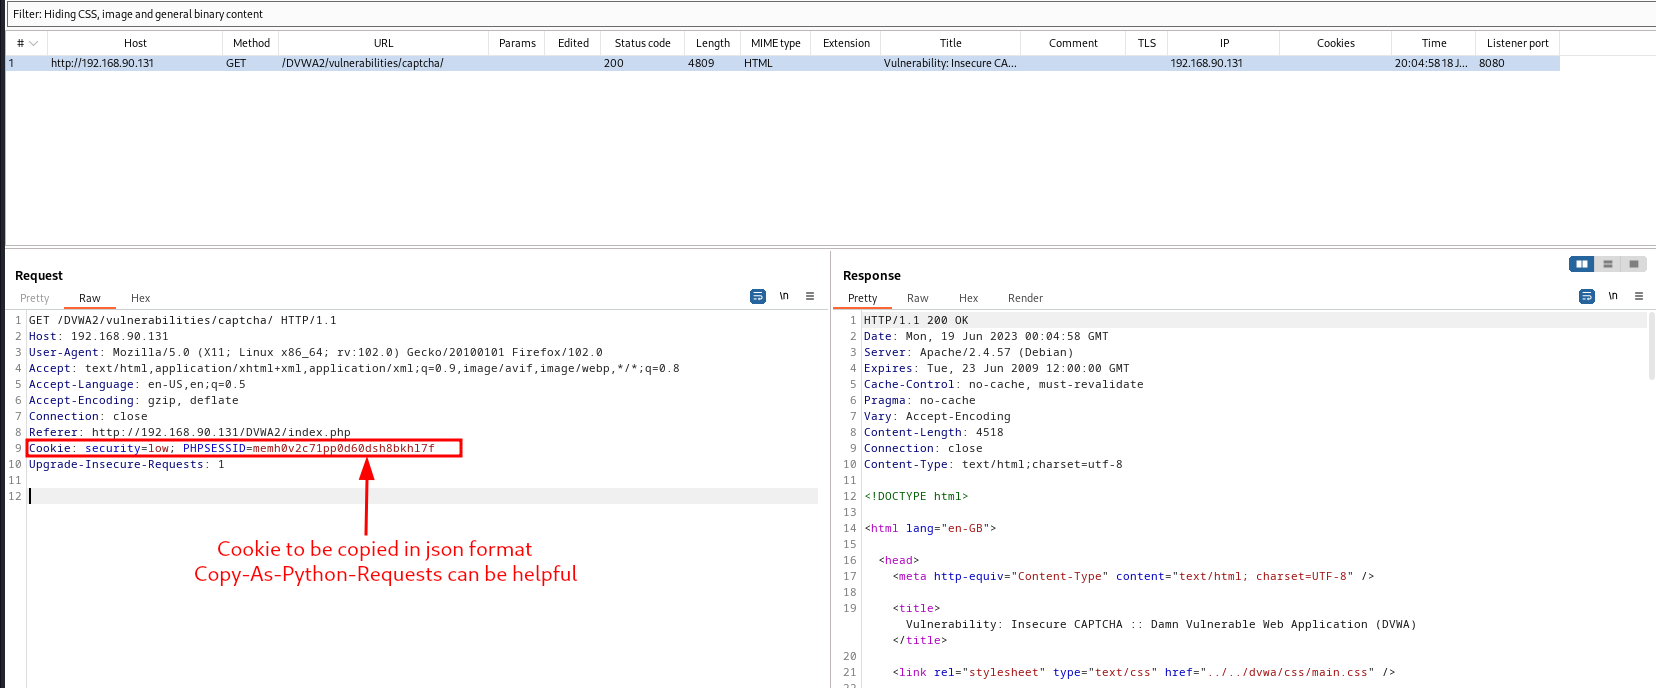 Filter: Hiding CSS, image and general binary content
# Host Method URL Params Edited Status code Length MIME type Extension Title Comment TLS IP Cookies Time Listener port
1 http://192.168.90.131 GET /DVWA2/vulnerabilities/captcha/ 200 4809 HTML Vulnerability: Insecure CA... 192.168.90.131 20:04:58 18 J... 8080
Request
Pretty Raw Hex
\n
1 GET /DVWA2/vulnerabilities/captcha/ HTTP/1.1
2 Host: 192.168.90.131
3 User-Agent: Mozilla/5.0 (X11; Linux x86_64; rv:102.0) Gecko/20100101 Firefox/102.0
4 Accept: text/html,application/xhtml+xml,application/xml;q=0.9,image/avif,image/webp,*/*;q=0.8
5 Accept-Language: en-US,en;q=0.5
6 Accept-Encoding: gzip, deflate
7 Connection: close
8 Referer: http://192.168.90.131/DVWA2/index.php
9 Cookie: security=low; PHPSESSID=memh0v2c71pp0d60dsh8bkhl7f
10 Upgrade-Insecure-Requests: 1
11
12
Cookie to be copied in json format
Copy-As-Python-Requests can be helpful
Response
Pretty Raw Hex Render
\n
1 HTTP/1.1 200 OK
2 Date: Mon, 19 Jun 2023 00:04:58 GMT
3 Server: Apache/2.4.57 (Debian)
4 Expires: Tue, 23 Jun 2009 12:00:00 GMT
5 Cache-Control: no-cache, must-revalidate
6 Pragma: no-cache
7 Vary: Accept-Encoding
8 Content-Length: 4518
9 Connection: close
10 Content-Type: text/html;charset=utf-8
11
12 <!DOCTYPE html>
13
14 <html lang="en-GB">
15
16 <head>
17 <meta http-equiv="Content-Type" content="text/html; charset=UTF-8" />
18
19 <title>
Vulnerability: Insecure CAPTCHA :: Damn Vulnerable Web Application (DVWA)
</title>
20
21 <link rel="stylesheet" type="text/css" href="../../dvwa/css/main.css" />
22